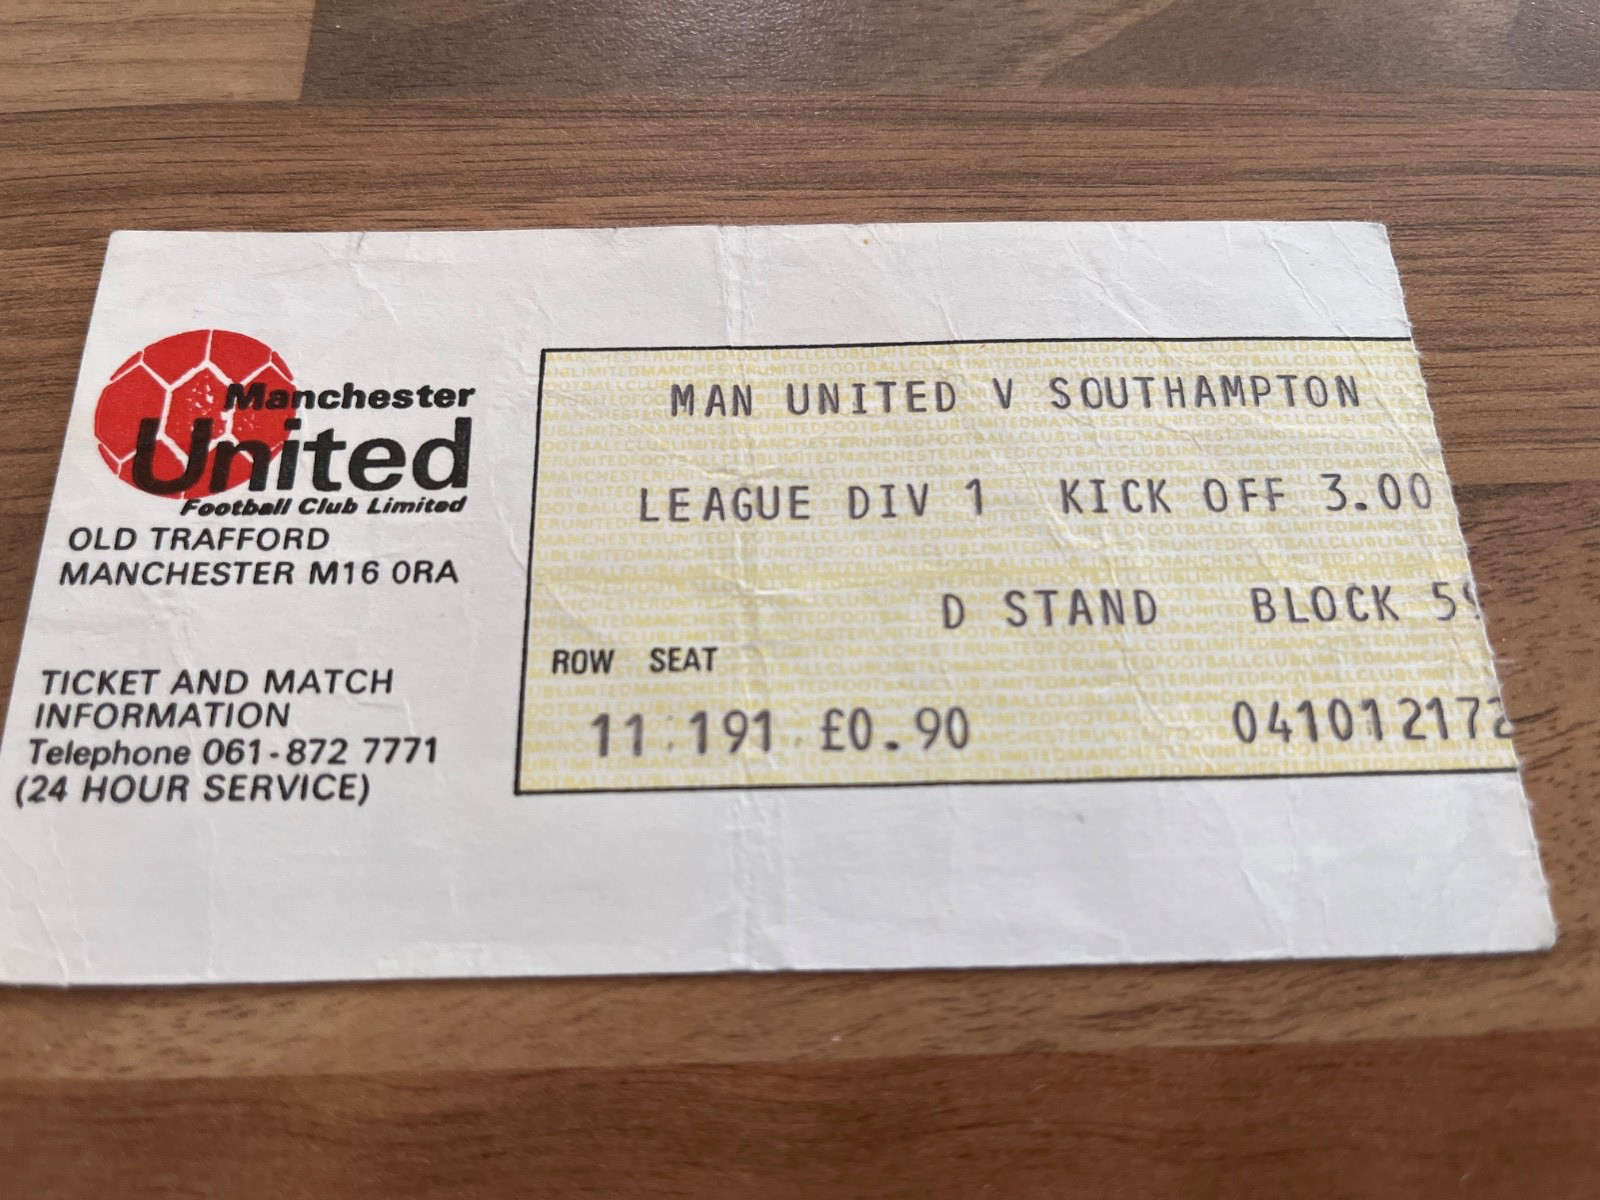 Manchester
United
Football Club Limited
OLD TRAFFORD
MANCHESTER M16 0RA
TICKET AND MATCH
INFORMATION
Telephone 061-872 7771
(24 HOUR SERVICE)
MAN UNITED V SOUTHAMPTON
LEAGUE DIV 1 KICK OFF 3.00
D STAND BLOCK
ROW SEAT
11 191 £0.90